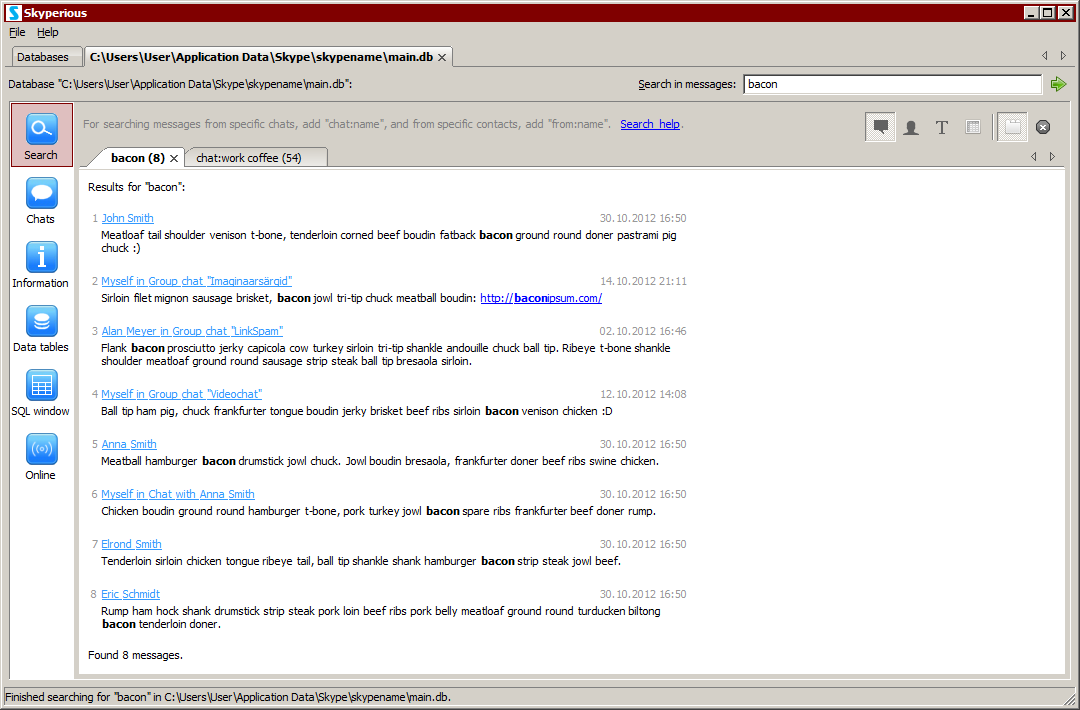 Skyperious
File Help
Databases C:\Users\User\Application Data\Skype\skypename\main.db
Database "C:\Users\User\Application Data\Skype\skypename\main.db": Search in messages: bacon
For searching messages from specific chats, add "chat:name", and from specific contacts, add "from:name". Search help.
T
Search
Chats
Information
Data tables
SQL window
Online
bacon (8) chat:work coffee (54)
Results for "bacon":
1 John Smith 30.10.2012 16:50
Meatloaf tail shoulder venison t-bone, tenderloin corned beef boudin fatback bacon ground round doner pastrami pig
chuck :)
2 Myself in Group chat "Imaginaarsärgid" 14.10.2012 21:11
Sirloin filet mignon sausage brisket, bacon jowl tri-tip chuck meatball boudin: http://baconipsum.com/
3 Alan Meyer in Group chat "LinkSpam" 02.10.2012 16:46
Flank bacon prosciutto jerky capicola cow turkey sirloin tri-tip shankle andouille chuck ball tip. Ribeye t-bone shankle
shoulder meatloaf ground round sausage strip steak ball tip bresaola sirloin.
4 Myself in Group chat "Videochat" 12.10.2012 14:08
Ball tip ham pig, chuck frankfurter tongue boudin jerky brisket beef ribs sirloin bacon venison chicken :D
5 Anna Smith 30.10.2012 16:50
Meatball hamburger bacon drumstick jowl chuck. Jowl boudin bresaola, frankfurter doner beef ribs swine chicken.
6 Myself in Chat with Anna Smith 30.10.2012 16:50
Chicken boudin ground round hamburger t-bone, pork turkey jowl bacon spare ribs frankfurter beef doner rump.
7 Elrond Smith 30.10.2012 16:50
Tenderloin sirloin chicken tongue ribeye tail, ball tip shankle shank hamburger bacon strip steak jowl beef.
8 Eric Schmidt 30.10.2012 16:50
Rump ham hock shank drumstick strip steak pork loin beef ribs pork belly meatloaf ground round turducken biltong
bacon tenderloin doner.
Found 8 messages.
Finished searching for "bacon" in C:\Users\User\Application Data\Skype\skypename\main.db.